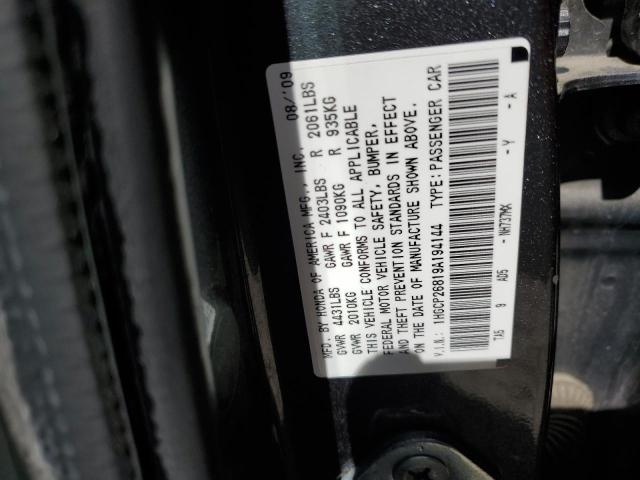 MFD. BY HONDA OF AMERICA MFG., INC. 08/'09
GVWR 4431LBS GAWR F 2403LBS R 2061LBS
GVWR 2010KG GAWR F 1090KG R 935KG
THIS VEHICLE CONFORMS TO ALL APPLICABLE
FEDERAL MOTOR VEHICLE SAFETY, BUMPER,
AND THEFT PREVENTION STANDARDS IN EFFECT
ON THE DATE OF MANUFACTURE SHOWN ABOVE.
V.I.N.: 1HGCP26819A194144 TYPE: PASSENGER CAR
TA5 9 A05 - NH737MX - Y - A